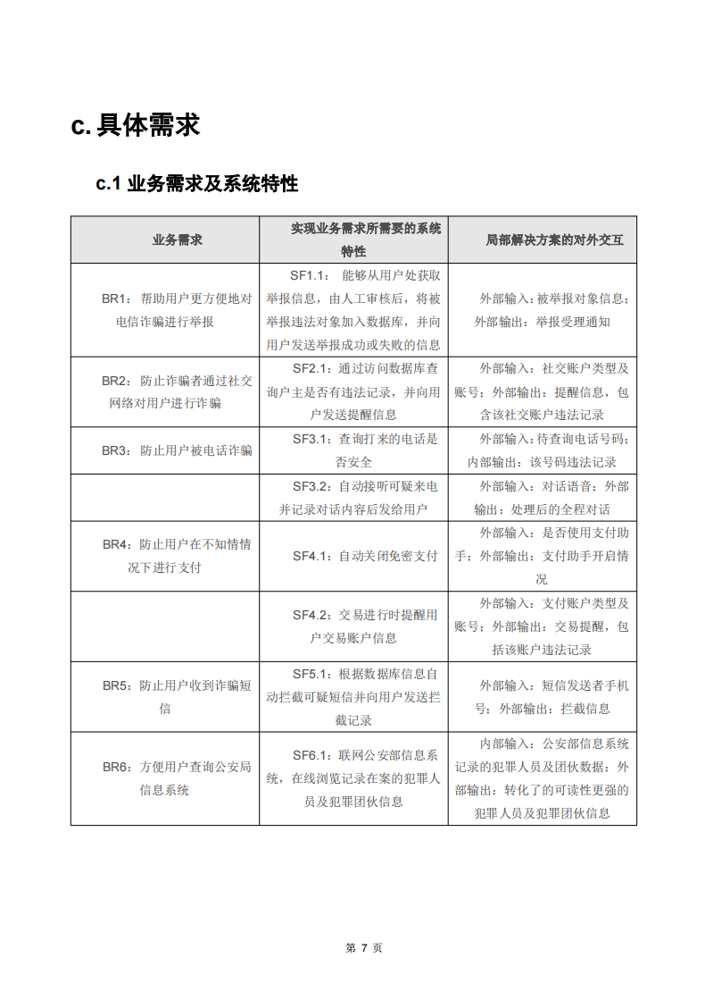 c. 具体需求
c.1 业务需求及系统特性
业务需求
实现业务需求所需要的系统
特性
局部解决方案的对外交互
BR1： 帮助用户更方便地对
电信诈骗进行举报
SF1.1： 能够从用户处获取
举报信息，由人工审核后，将被
举报违法对象加入数据库，并向
用户发送举报成功或失败的信息
外部输入：被举报对象信息；
外部输出：举报受理通知
BR2： 防止诈骗者通过社交
网络对用户进行诈骗
SF2.1：通过访问数据库查
询户主是否有违法记录，并向用
户发送提醒信息
外部输入：社交账户类型及
账号；外部输出：提醒信息，包
含该社交账户违法记录
BR3： 防止用户被电话诈骗
SF3.1：查询打来的电话是
否安全
外部输入：待查询电话号码；
内部输出：该号码违法记录
SF3.2：自动接听可疑来电
并记录对话内容后发给用户
外部输入：对话语音；外部
输出：处理后的全程对话
BR4：防止用户在不知情情
况下进行支付
SF4.1：自动关闭免密支付
外部输入：是否使用支付助
手；外部输出：支付助手开启情
况
SF4.2：交易进行时提醒用
户交易账户信息
外部输入：支付账户类型及
账号；外部输出：交易提醒，包
括该账户违法记录
BR5：防止用户收到诈骗短
信
SF5.1：根据数据库信息自
动拦截可疑短信并向用户发送拦
截记录
外部输入：短信发送者手机
号；外部输出：拦截信息
BR6：方便用户查询公安局
信息系统
SF6.1：联网公安部信息系
统，在线浏览记录在案的犯罪人
员及犯罪团伙信息
内部输入：公安部信息系统
记录的犯罪人员及团伙数据；外
部输出：转化了的可读性更强的
犯罪人员及犯罪团伙信息
第 7 页